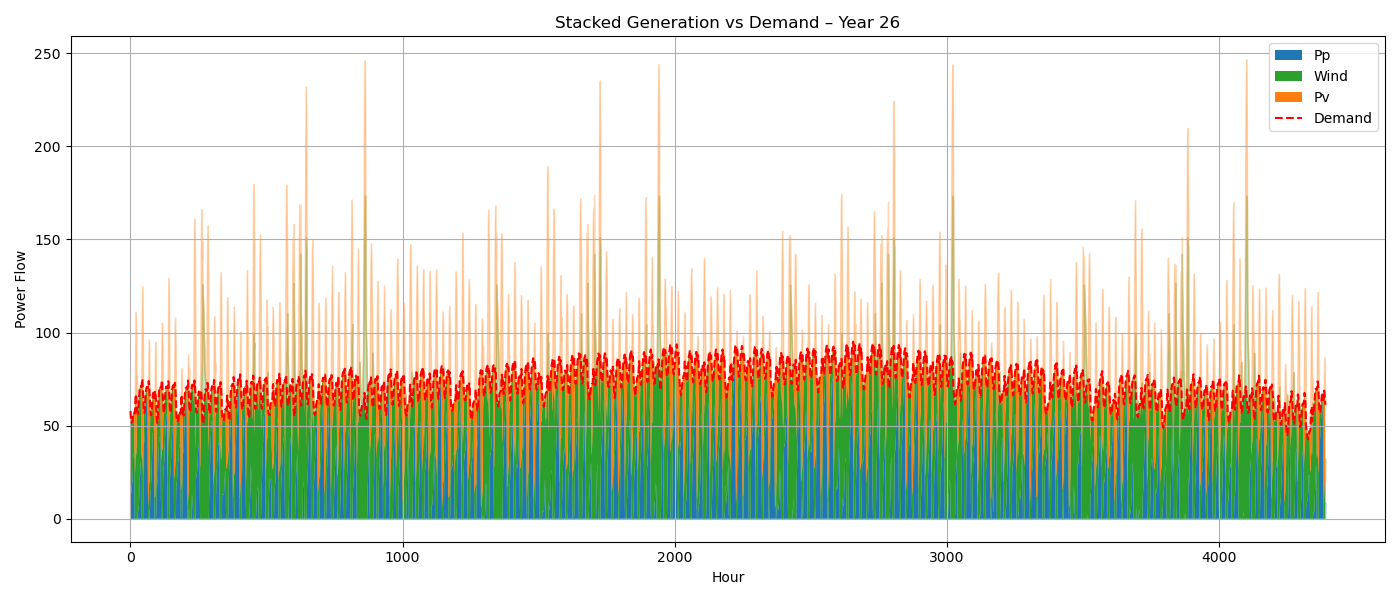 Stacked Generation vs Demand – Year 26
250
200
150
100
50
0
Power Flow
Pp
Wind
Pv
Demand
0 1000 2000 3000 4000
Hour